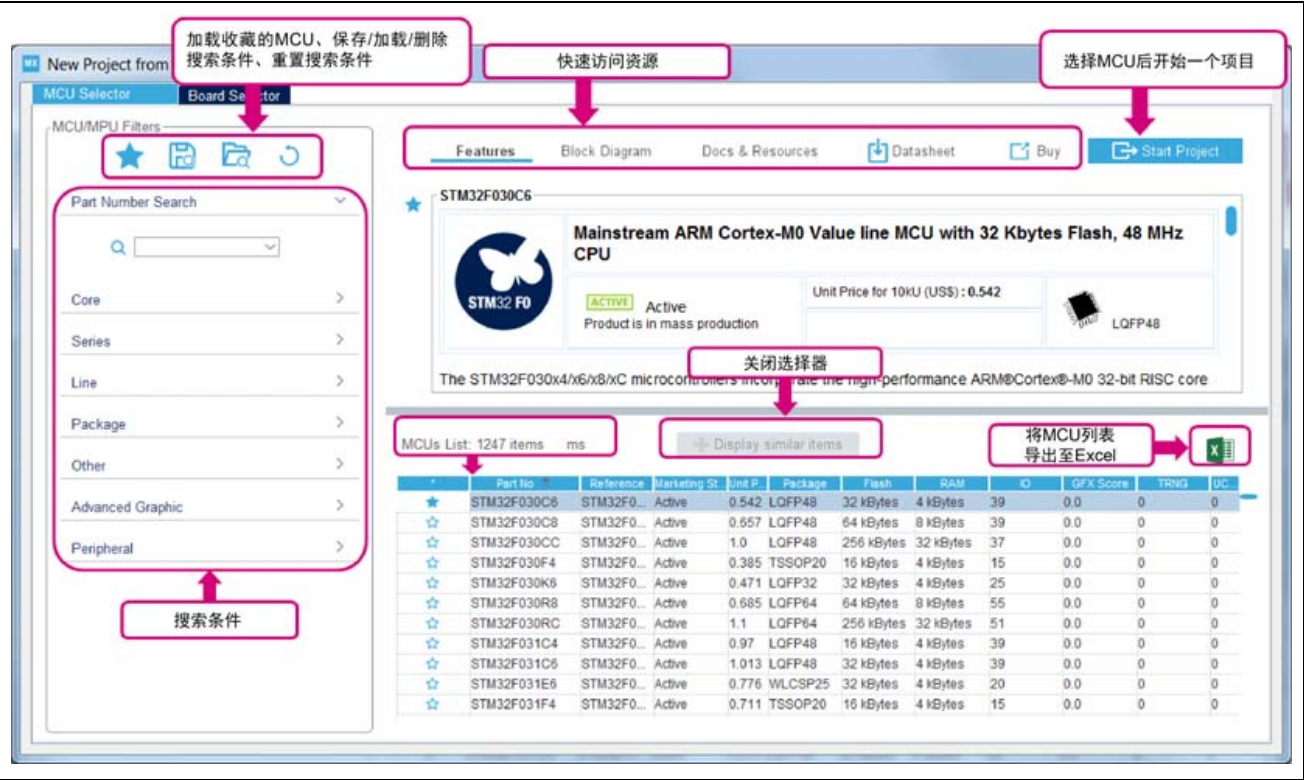 加载收藏的MCU、保存/加载/删除
搜索条件、重置搜索条件
快速访问资源
选择MCU后开始一个项目
MX New Project from
MCU Selector Board Selector
MCU/MPU Filters
Features Block Diagram Docs & Resources Datasheet Buy Start Project
Part Number Search
Core
Series
Line
Package
Other
Advanced Graphic
Peripheral
搜索条件
STM32F030C6
STM32 F0
Mainstream ARM Cortex-M0 Value line MCU with 32 Kbytes Flash, 48 MHz
CPU
ACTIVE Active
Product is in mass production
Unit Price for 10kU (US$) : 0.542
LQFP48
关闭选择器
The STM32F030x4/x6/x8/xC microcontrollers incorporate the high-performance ARM®Cortex®-M0 32-bit RISC core
MCUs List: 1247 items ms
Display similar items
将MCU列表
导出至Excel
* Part No Reference Marketing St... Unit P... Package Flash RAM IO GFX Score TRNG UC...
STM32F030C6 STM32F0... Active 0.542 LQFP48 32 kBytes 4 kBytes 39 0.0 0 0
STM32F030C8 STM32F0... Active 0.657 LQFP48 64 kBytes 8 kBytes 39 0.0 0 0
STM32F030CC STM32F0... Active 1.0 LQFP48 256 kBytes 32 kBytes 37 0.0 0 0
STM32F030F4 STM32F0... Active 0.385 TSSOP20 16 kBytes 4 kBytes 15 0.0 0 0
STM32F030K6 STM32F0... Active 0.471 LQFP32 32 kBytes 4 kBytes 25 0.0 0 0
STM32F030R8 STM32F0... Active 0.685 LQFP64 64 kBytes 8 kBytes 55 0.0 0 0
STM32F030RC STM32F0... Active 1.1 LQFP64 256 kBytes 32 kBytes 51 0.0 0 0
STM32F031C4 STM32F0... Active 0.97 LQFP48 16 kBytes 4 kBytes 39 0.0 0 0
STM32F031C6 STM32F0... Active 1.013 LQFP48 32 kBytes 4 kBytes 39 0.0 0 0
STM32F031E6 STM32F0... Active 0.776 WLCSP25 32 kBytes 4 kBytes 20 0.0 0 0
STM32F031F4 STM32F0... Active 0.711 TSSOP20 16 kBytes 4 kBytes 15 0.0 0 0